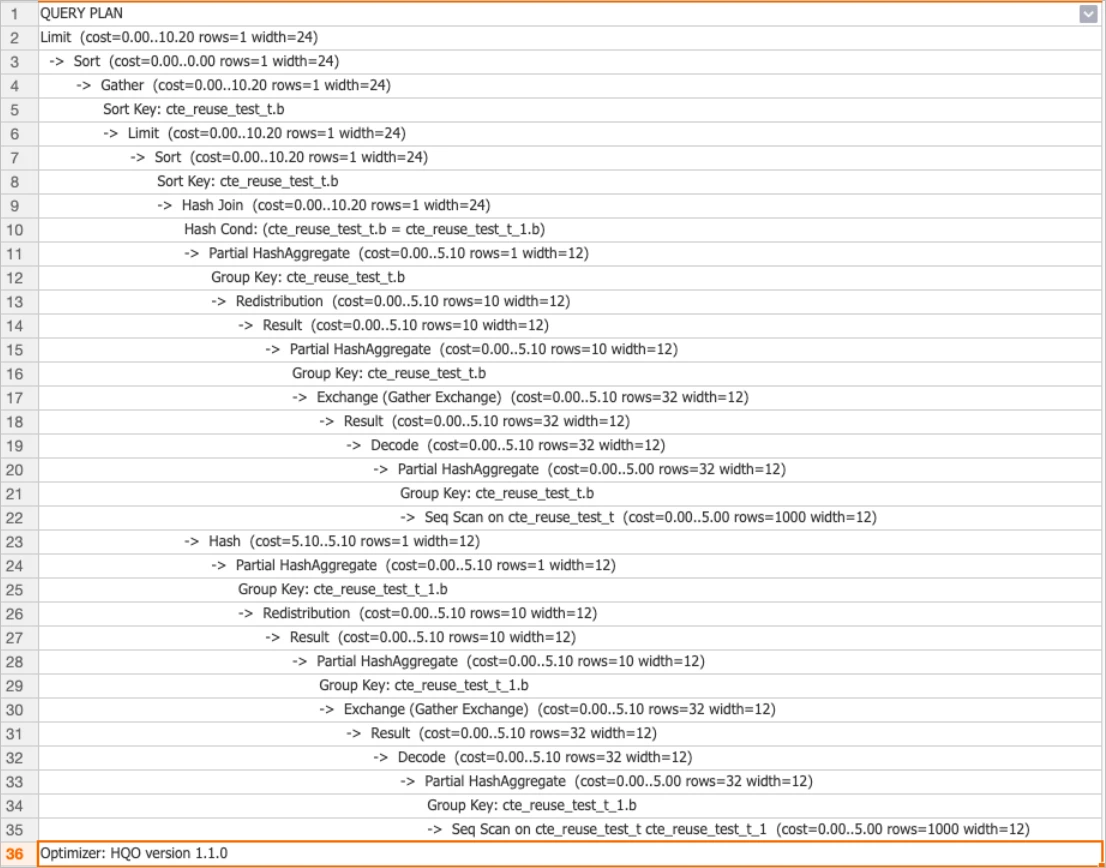 1 QUERY PLAN
2 Limit (cost=0.00..10.20 rows=1 width=24)
3 -> Sort (cost=0.00..0.00 rows=1 width=24)
4 -> Gather (cost=0.00..10.20 rows=1 width=24)
5 Sort Key: cte_reuse_test_t.b
6 -> Limit (cost=0.00..10.20 rows=1 width=24)
7 -> Sort (cost=0.00..10.20 rows=1 width=24)
8 Sort Key: cte_reuse_test_t.b
9 -> Hash Join (cost=0.00..10.20 rows=1 width=24)
10 Hash Cond: (cte_reuse_test_t.b = cte_reuse_test_t_1.b)
11 -> Partial HashAggregate (cost=0.00..5.10 rows=1 width=12)
12 Group Key: cte_reuse_test_t.b
13 -> Redistribution (cost=0.00..5.10 rows=10 width=12)
14 -> Result (cost=0.00..5.10 rows=10 width=12)
15 -> Partial HashAggregate (cost=0.00..5.10 rows=10 width=12)
16 Group Key: cte_reuse_test_t.b
17 -> Exchange (Gather Exchange) (cost=0.00..5.10 rows=32 width=12)
18 -> Result (cost=0.00..5.10 rows=32 width=12)
19 -> Decode (cost=0.00..5.10 rows=32 width=12)
20 -> Partial HashAggregate (cost=0.00..5.00 rows=32 width=12)
21 Group Key: cte_reuse_test_t.b
22 -> Seq Scan on cte_reuse_test_t (cost=0.00..5.00 rows=1000 width=12)
23 -> Hash (cost=5.10..5.10 rows=1 width=12)
24 -> Partial HashAggregate (cost=0.00..5.10 rows=1 width=12)
25 Group Key: cte_reuse_test_t_1.b
26 -> Redistribution (cost=0.00..5.10 rows=10 width=12)
27 -> Result (cost=0.00..5.10 rows=10 width=12)
28 -> Partial HashAggregate (cost=0.00..5.10 rows=10 width=12)
29 Group Key: cte_reuse_test_t_1.b
30 -> Exchange (Gather Exchange) (cost=0.00..5.10 rows=32 width=12)
31 -> Result (cost=0.00..5.10 rows=32 width=12)
32 -> Decode (cost=0.00..5.10 rows=32 width=12)
33 -> Partial HashAggregate (cost=0.00..5.00 rows=32 width=12)
34 Group Key: cte_reuse_test_t_1.b
35 -> Seq Scan on cte_reuse_test_t cte_reuse_test_t_1 (cost=0.00..5.00 rows=1000 width=12)
36 Optimizer: HQO version 1.1.0